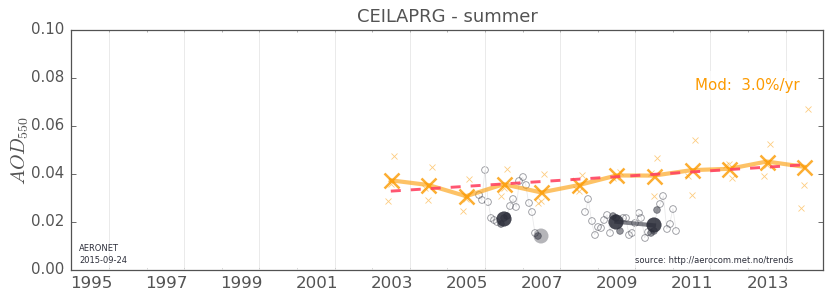 CEILAPRG - summer
0.10
Mod: 3.0%/yr
0.08
0.06
AOD550
0.04
0.02
AERONET
2015-09-24
source: http://aerocom.met.no/trends
0.00
1995 1997 1999 2001 2003 2005 2007 2009 2011 2013